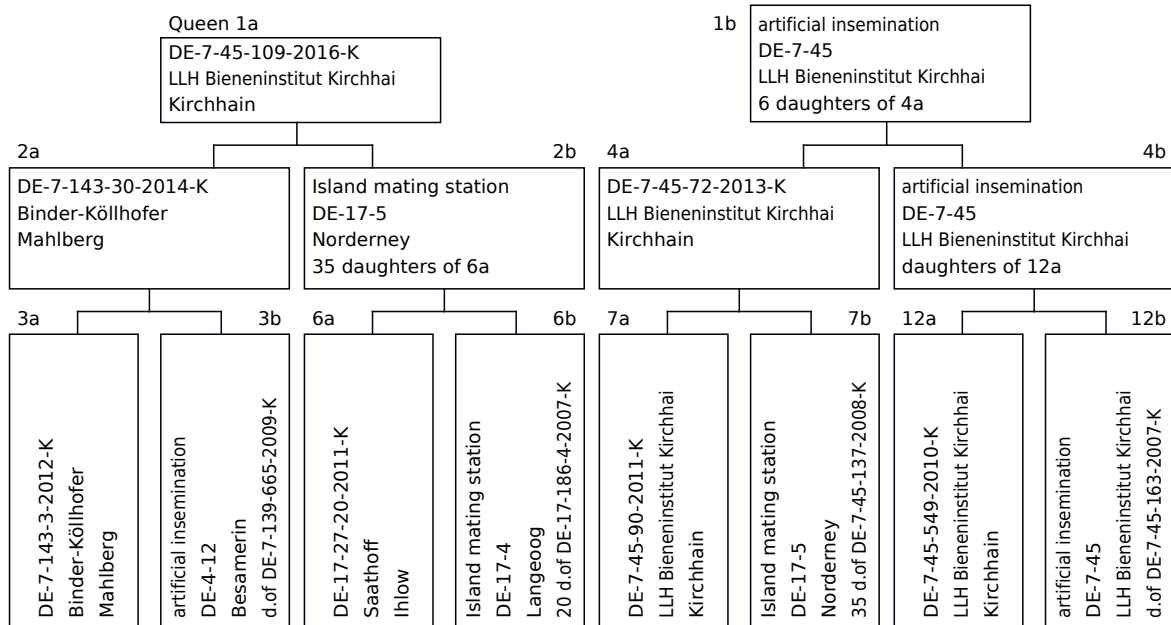 Queen 1a
DE-7-45-109-2016-K
LLH Bieneninstitut Kirchhai
Kirchhain
1b
artificial insemination
DE-7-45
LLH Bieneninstitut Kirchhai
6 daughters of 4a
2a
DE-7-143-30-2014-K
Binder-Köllhofer
Mahlberg
2b
Island mating station
DE-17-5
Norderney
35 daughters of 6a
4a
DE-7-45-72-2013-K
LLH Bieneninstitut Kirchhai
Kirchhain
4b
artificial insemination
DE-7-45
LLH Bieneninstitut Kirchhai
daughters of 12a
3a
DE-7-143-3-2012-K
Binder-Köllhofer
Mahlberg
3b
artificial insemination
DE-4-12
Besamerin
d.of DE-7-139-665-2009-K
6a
DE-17-27-20-2011-K
Saathoff
Ihlow
6b
Island mating station
DE-17-4
Langeoog
20 d.of DE-17-186-4-2007-K
7a
DE-7-45-90-2011-K
LLH Bieneninstitut Kirchhai
Kirchhain
7b
Island mating station
DE-17-5
Norderney
35 d.of DE-7-45-137-2008-K
12a
DE-7-45-549-2010-K
LLH Bieneninstitut Kirchhai
Kirchhain
12b
artificial insemination
DE-7-45
LLH Bieneninstitut Kirchhai
d.of DE-7-45-163-2007-K